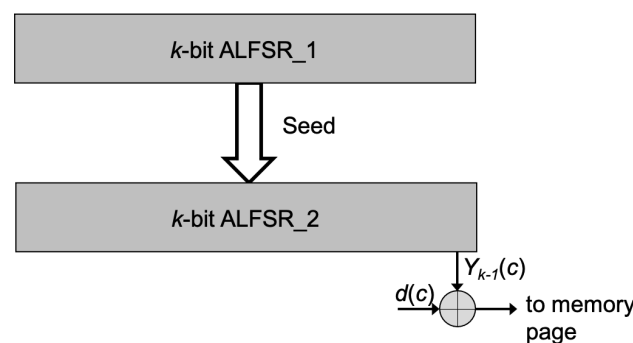 k-bit ALFSR_1
Seed
k-bit ALFSR_2
Yk-1(c)
d(c)
to memory
page